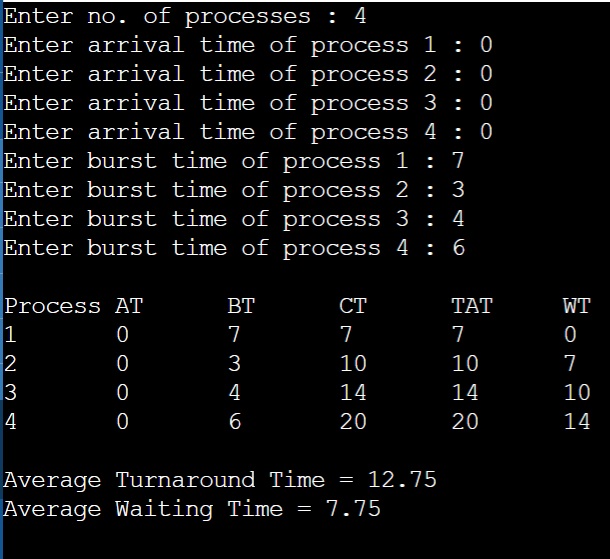 Enter no. of processes : 4
Enter arrival time of process 1 : 0
Enter arrival time of process 2 : 0
Enter arrival time of process 3 : 0
Enter arrival time of process 4 : 0
Enter burst time of process 1 : 7
Enter burst time of process 2 : 3
Enter burst time of process 3 : 4
Enter burst time of process 4 : 6
Process AT BT CT TAT WT
1 0 7 7 7 0
2 0 3 10 10 7
3 0 4 14 14 10
4 0 6 20 20 14
Average Turnaround Time = 12.75
Average Waiting Time = 7.75